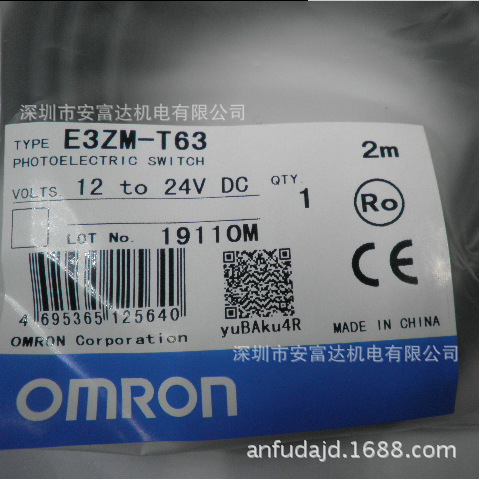 深圳市安富达机电有限公司
TYPE E3ZM-T63
PHOTOELECTRIC SWITCH
2m
VOLTS. 12 to 24V DC
QTY. 1
Ro
LOT No. 19110M
CE
4 695365 125640
yuBAku4R
OMRON Corporation
MADE IN CHINA
深圳市安富达机电有限公司
OMRON
anfudajd.1688.com